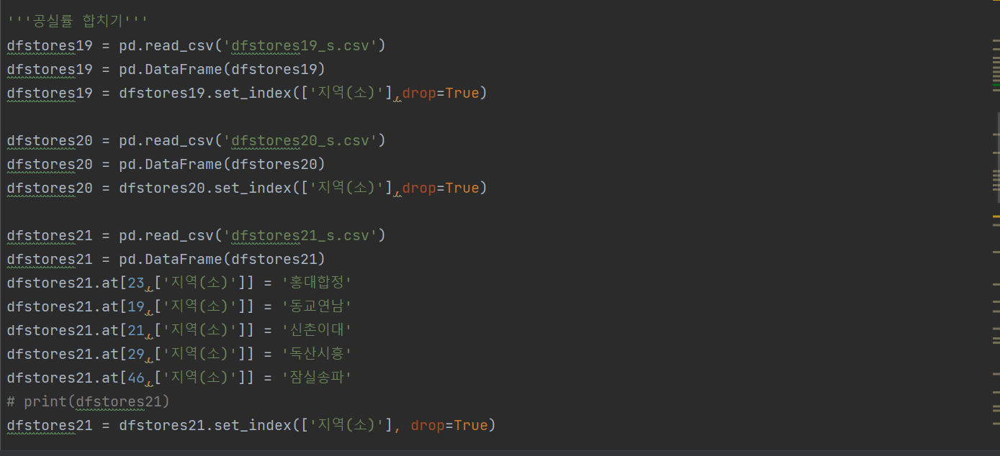 '''공실률 합치기'''
dfstores19 = pd.read_csv('dfstores19_s.csv')
dfstores19 = pd.DataFrame(dfstores19)
dfstores19 = dfstores19.set_index(['지역(소)'],drop=True)
dfstores20 = pd.read_csv('dfstores20_s.csv')
dfstores20 = pd.DataFrame(dfstores20)
dfstores20 = dfstores20.set_index(['지역(소)'],drop=True)
dfstores21 = pd.read_csv('dfstores21_s.csv')
dfstores21 = pd.DataFrame(dfstores21)
dfstores21.at[23,['지역(소)']] = '홍대합정'
dfstores21.at[19,['지역(소)']] = '동교연남'
dfstores21.at[21,['지역(소)']] = '신촌이대'
dfstores21.at[29,['지역(소)']] = '독산시흥'
dfstores21.at[46,['지역(소)']] = '잠실송파'
# print(dfstores21)
dfstores21 = dfstores21.set_index(['지역(소)'], drop=True)